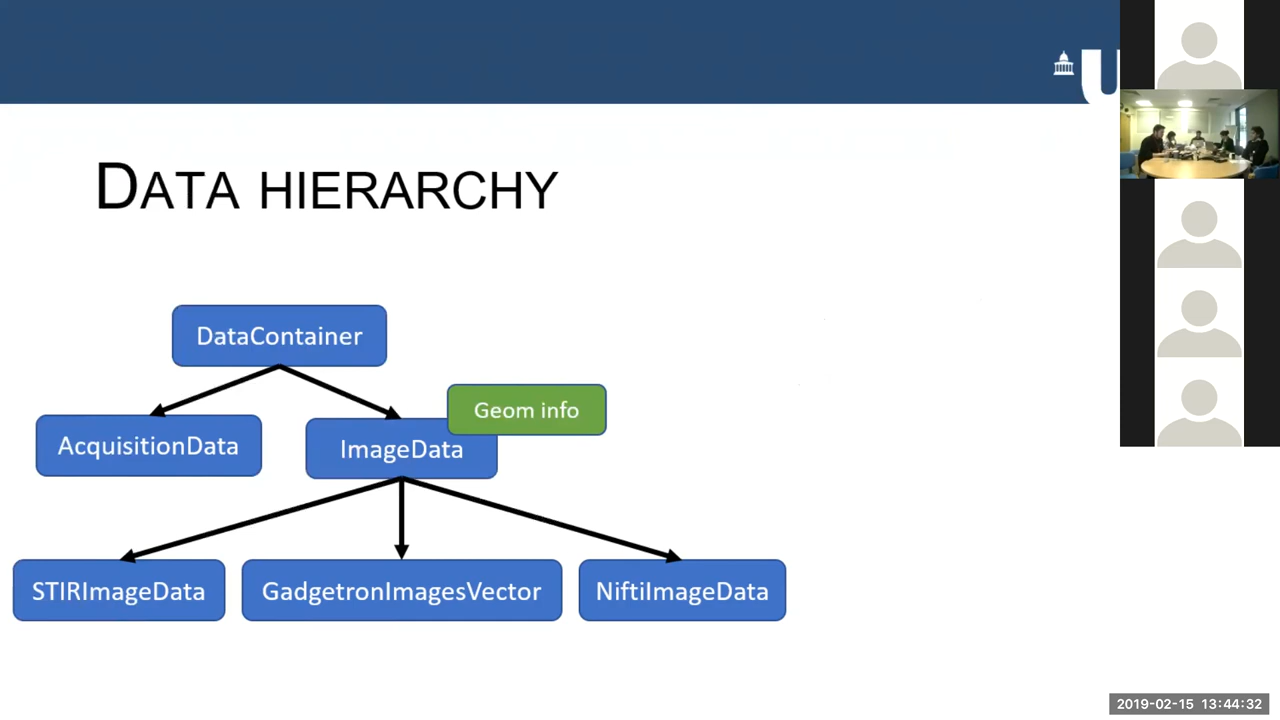 DATA HIERARCHY
DataContainer
Geom info
AcquisitionData
ImageData
STIRImageData
GadgetronImagesVector
NiftiImageData
2019-02-15 13:44:32